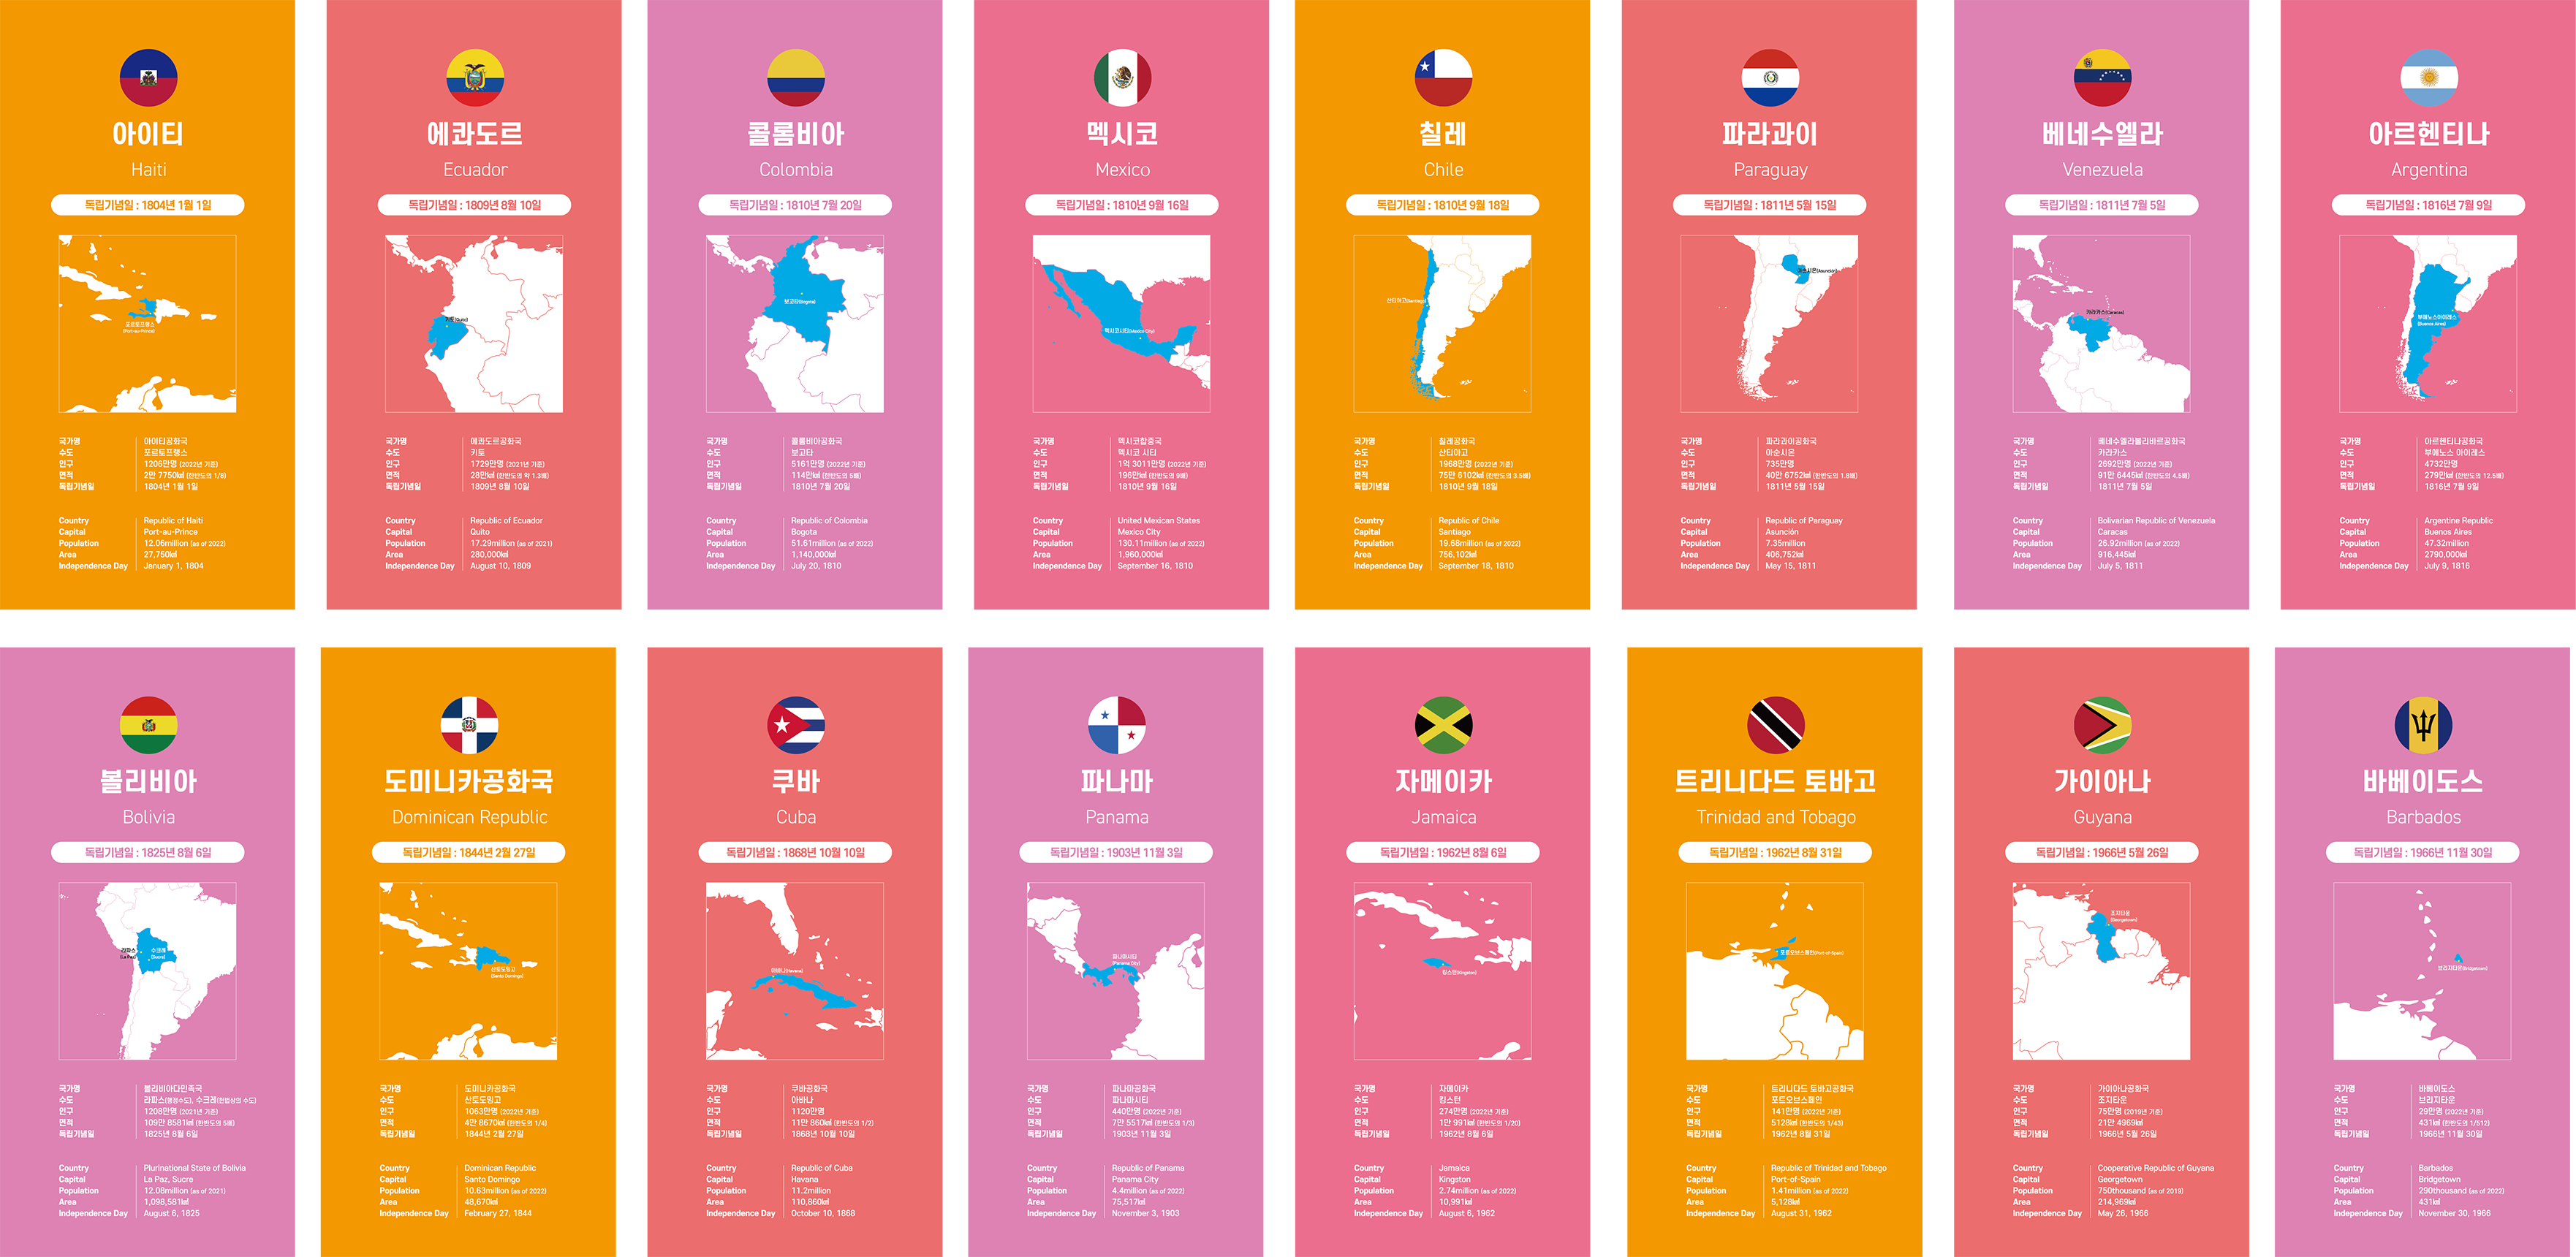 아이티
Haiti
독립기념일 : 1804년 1월 1일
포르토프랭스
(Port-au-Prince)
국가명 아이티공화국
수도 포르토프랭스
인구 1206만명 (2022년 기준)
면적 2만 7750㎢ (한반도의 1/8)
독립기념일 1804년 1월 1일
Country Republic of Haiti
Capital Port-au-Prince
Population 12.06million (as of 2022)
Area 27,750㎢
Independence Day January 1, 1804
에콰도르
Ecuador
독립기념일 : 1809년 8월 10일
키토(Quito)
국가명 에콰도르공화국
수도 키토
인구 1729만명 (2021년 기준)
면적 28만㎢ (한반도의 약 1.3배)
독립기념일 1809년 8월 10일
Country Republic of Ecuador
Capital Quito
Population 17.29million (as of 2021)
Area 280,000㎢
Independence Day August 10, 1809
콜롬비아
Colombia
독립기념일 : 1810년 7월 20일
보고타(Bogota)
국가명 콜롬비아공화국
수도 보고타
인구 5161만명 (2022년 기준)
면적 114만㎢ (한반도의 5배)
독립기념일 1810년 7월 20일
Country Republic of Colombia
Capital Bogota
Population 51.61million (as of 2022)
Area 1,140,000㎢
Independence Day July 20, 1810
멕시코
Mexico
독립기념일 : 1810년 9월 16일
멕시코시티(Mexico City)
국가명 멕시코합중국
수도 멕시코 시티
인구 1억 3011만명 (2022년 기준)
면적 196만㎢ (한반도의 9배)
독립기념일 1810년 9월 16일
Country United Mexican States
Capital Mexico City
Population 130.11million (as of 2022)
Area 1,960,000㎢
Independence Day September 16, 1810
칠레
Chile
독립기념일 : 1810년 9월 18일
산티아고(Santiago)
국가명 칠레공화국
수도 산티아고
인구 1968만명 (2022년 기준)
면적 75만 6102㎢ (한반도의 3.5배)
독립기념일 1810년 9월 18일
Country Republic of Chile
Capital Santiago
Population 19.68million (as of 2022)
Area 756,102㎢
Independence Day September 18, 1810
파라과이
Paraguay
독립기념일 : 1811년 5월 15일
아순시온(Asunción)
국가명 파라과이공화국
수도 아순시온
인구 735만명
면적 40만 6752㎢ (한반도의 1.8배)
독립기념일 1811년 5월 15일
Country Republic of Paraguay
Capital Asunción
Population 7.35million
Area 406,752㎢
Independence Day May 15, 1811
베네수엘라
Venezuela
독립기념일 : 1811년 7월 5일
카라카스(Caracas)
국가명 베네수엘라볼리바르공화국
수도 카라카스
인구 2692만명 (2022년 기준)
면적 91만 6445㎢ (한반도의 4.5배)
독립기념일 1811년 7월 5일
Country Bolivarian Republic of Venezuela
Capital Caracas
Population 26.92million (as of 2022)
Area 916,445㎢
Independence Day July 5, 1811
아르헨티나
Argentina
독립기념일 : 1816년 7월 9일
부에노스아이레스
(Buenos Aires)
국가명 아르헨티나공화국
수도 부에노스 아이레스
인구 4732만명
면적 279만㎢ (한반도의 12.5배)
독립기념일 1816년 7월 9일
Country Argentine Republic
Capital Buenos Aires
Population 47.32million
Area 2790,000㎢
Independence Day July 9, 1816
볼리비아
Bolivia
독립기념일 : 1825년 8월 6일
라파스
(La Paz)
수크레
(Sucre)
국가명 볼리비아다민족국
수도 라파스(행정수도), 수크레(헌법상의 수도)
인구 1208만명 (2021년 기준)
면적 109만 8581㎢ (한반도의 5배)
독립기념일 1825년 8월 6일
Country Plurinational State of Bolivia
Capital La Paz, Sucre
Population 12.08million (as of 2021)
Area 1,098,581㎢
Independence Day August 6, 1825
도미니카공화국
Dominican Republic
독립기념일 : 1844년 2월 27일
산토도밍고
(Santo Domingo)
국가명 도미니카공화국
수도 산토도밍고
인구 1063만명 (2022년 기준)
면적 4만 8670㎢ (한반도의 1/4)
독립기념일 1844년 2월 27일
Country Dominican Republic
Capital Santo Domingo
Population 10.63million (as of 2022)
Area 48,670㎢
Independence Day February 27, 1844
쿠바
Cuba
독립기념일 : 1868년 10월 10일
아바나(Havana)
국가명 쿠바공화국
수도 아바나
인구 1120만명
면적 11만 860㎢ (한반도의 1/2)
독립기념일 1868년 10월 10일
Country Republic of Cuba
Capital Havana
Population 11.2million
Area 110,860㎢
Independence Day October 10, 1868
파나마
Panama
독립기념일 : 1903년 11월 3일
파나마시티
(Panama City)
국가명 파나마공화국
수도 파나마시티
인구 440만명 (2022년 기준)
면적 7만 5517㎢ (한반도의 1/3)
독립기념일 1903년 11월 3일
Country Republic of Panama
Capital Panama City
Population 4.4million (as of 2022)
Area 75,517㎢
Independence Day November 3, 1903
자메이카
Jamaica
독립기념일 : 1962년 8월 6일
킹스턴(Kingston)
국가명 자메이카
수도 킹스턴
인구 274만명 (2022년 기준)
면적 1만 991㎢ (한반도의 1/20)
독립기념일 1962년 8월 6일
Country Jamaica
Capital Kingston
Population 2.74million (as of 2022)
Area 10,991㎢
Independence Day August 6, 1962
트리니다드 토바고
Trinidad and Tobago
독립기념일 : 1962년 8월 31일
포트오브스페인(Port-of-Spain)
국가명 트리니다드 토바고공화국
수도 포트오브스페인
인구 141만명 (2022년 기준)
면적 5128㎢ (한반도의 1/43)
독립기념일 1962년 8월 31일
Country Republic of Trinidad and Tobago
Capital Port-of-Spain
Population 1.41million (as of 2022)
Area 5,128㎢
Independence Day August 31, 1962
가이아나
Guyana
독립기념일 : 1966년 5월 26일
조지타운
(Georgetown)
국가명 가이아나공화국
수도 조지타운
인구 75만명 (2019년 기준)
면적 21만 4969㎢
독립기념일 1966년 5월 26일
Country Cooperative Republic of Guyana
Capital Georgetown
Population 750thousand (as of 2019)
Area 214,969㎢
Independence Day May 26, 1966
바베이도스
Barbados
독립기념일 : 1966년 11월 30일
브리지타운(Bridgetown)
국가명 바베이도스
수도 브리지타운
인구 29만명 (2022년 기준)
면적 431㎢ (한반도의 1/512)
독립기념일 1966년 11월 30일
Country Barbados
Capital Bridgetown
Population 290thousand (as of 2022)
Area 431㎢
Independence Day November 30, 1966